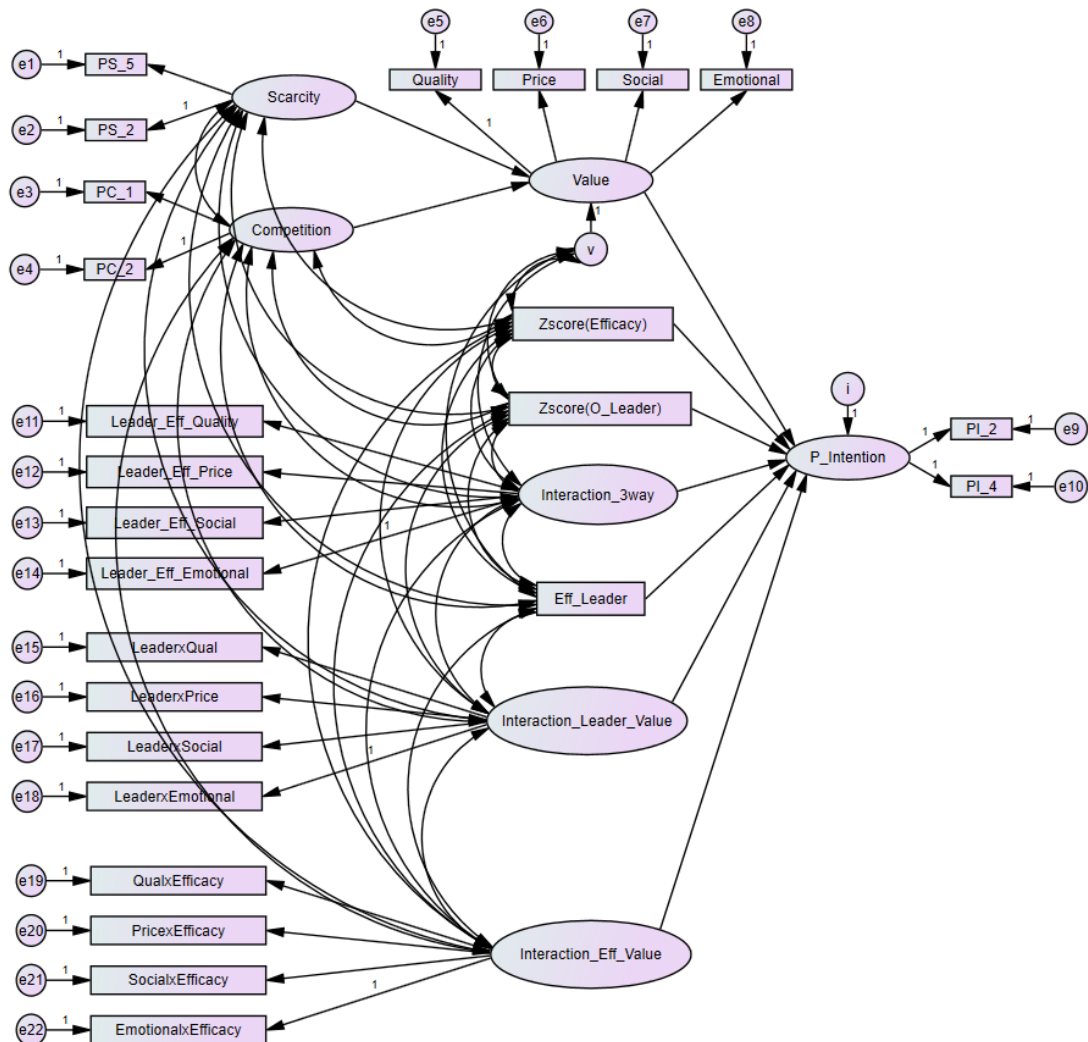 e5
e6
e7
e8
1
1
1
1
Quality
Price
Social
Emotional
e1
1
PS_5
Scarcity
e2
1
PS_2
1
1
Value
e3
1
PC_1
Competition
e4
1
PC_2
1
1
v
Zscore(Efficacy)
Zscore(O_Leader)
i
1
P_Intention
1
PI_2
1
e9
1
PI_4
1
e10
e11
1
Leader_Eff_Quality
e12
1
Leader_Eff_Price
Interaction_3way
e13
1
Leader_Eff_Social
1
e14
1
Leader_Eff_Emotional
Eff_Leader
e15
1
LeaderxQual
e16
1
LeaderxPrice
Interaction_Leader_Value
e17
1
LeaderxSocial
1
e18
1
LeaderxEmotional
e19
1
QualxEfficacy
e20
1
PricexEfficacy
Interaction_Eff_Value
e21
1
SocialxEfficacy
1
e22
1
EmotionalxEfficacy